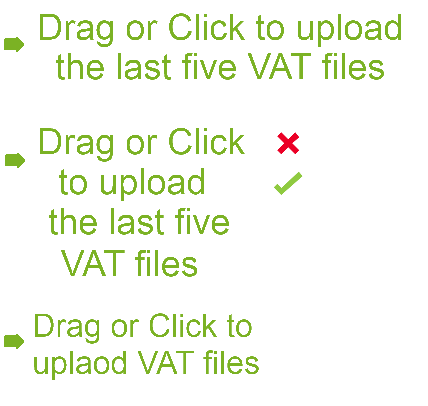 Drag or Click to upload
the last five VAT files
Drag or Click
to upload
the last five
VAT files
Drag or Click to
uplaod VAT files